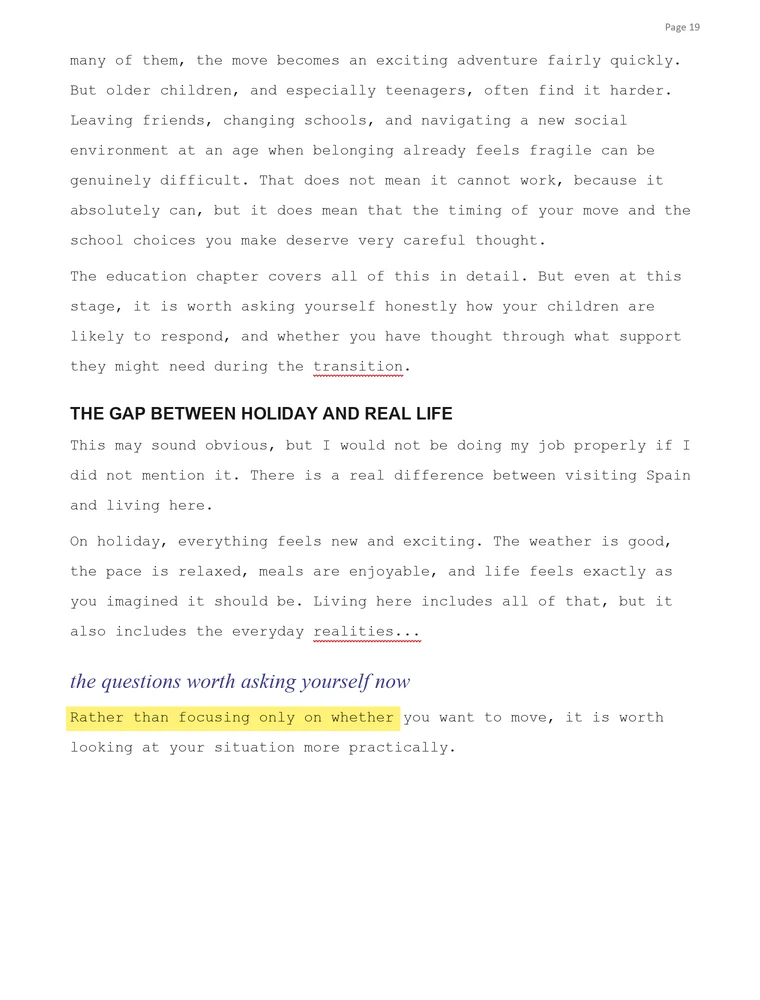 Page 19
many of them, the move becomes an exciting adventure fairly quickly.
But older children, and especially teenagers, often find it harder.
Leaving friends, changing schools, and navigating a new social
environment at an age when belonging already feels fragile can be
genuinely difficult. That does not mean it cannot work, because it
absolutely can, but it does mean that the timing of your move and the
school choices you make deserve very careful thought.
The education chapter covers all of this in detail. But even at this
stage, it is worth asking yourself honestly how your children are
likely to respond, and whether you have thought through what support
they might need during the transition.
THE GAP BETWEEN HOLIDAY AND REAL LIFE
This may sound obvious, but I would not be doing my job properly if I
did not mention it. There is a real difference between visiting Spain
and living here.
On holiday, everything feels new and exciting. The weather is good,
the pace is relaxed, meals are enjoyable, and life feels exactly as
you imagined it should be. Living here includes all of that, but it
also includes the everyday realities...
the questions worth asking yourself now
Rather than focusing only on whether you want to move, it is worth
looking at your situation more practically.